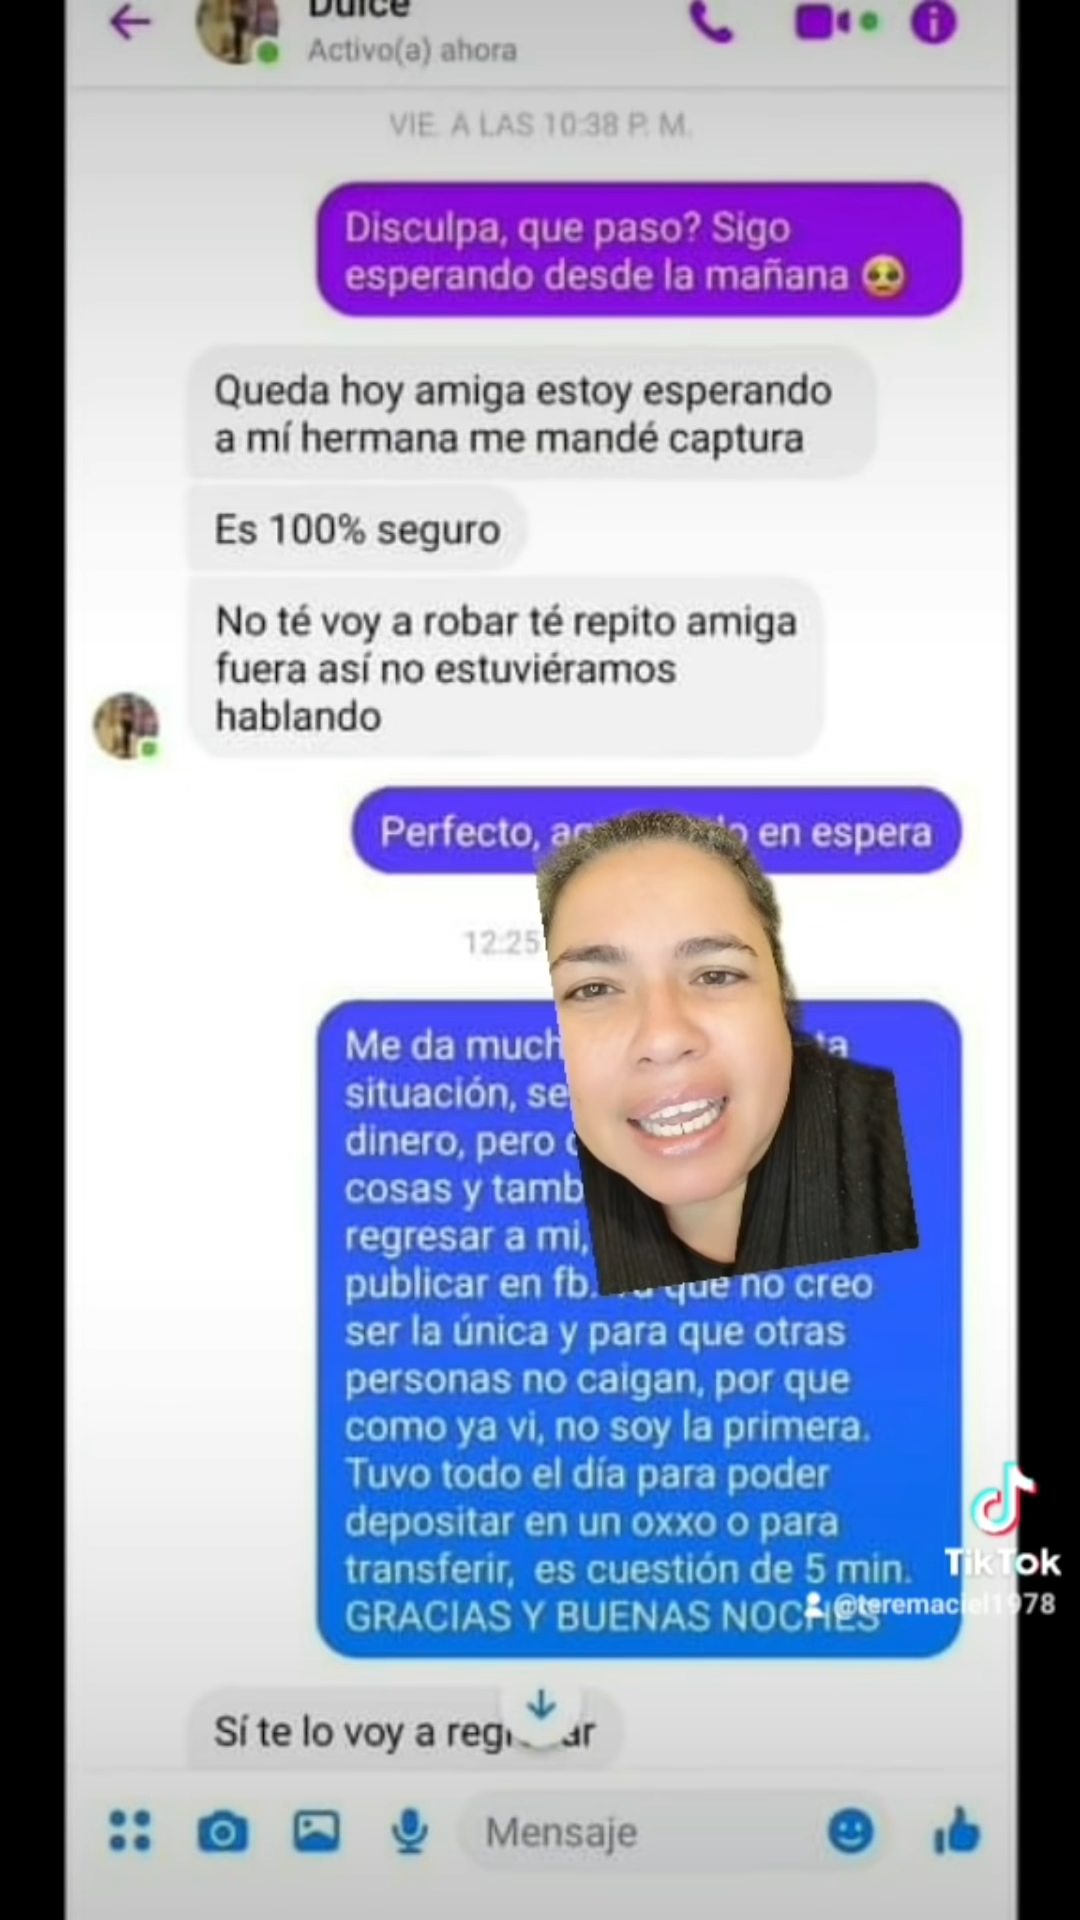 Dulce
Activo(a) ahora
VIE. A LAS 10:38 P. M.
Disculpa, que paso? Sigo
esperando desde la mañana
Queda hoy amiga estoy esperando
a mí hermana me mandé captura
Es 100% seguro
No té voy a robar té repito amiga
fuera así no estuviéramos
hablando
Perfecto, en espera
12:25
Me da
situación,
dinero, pero
cosas y
regresar a mi,
publicar en fb. que no creo
ser la única y para que otras
personas no caigan, por que
como ya vi, no soy la primera.
Tuvo todo el día para poder
depositar en un oxxo o para
transferir, es cuestión de 5 min.
GRACIAS Y BUENAS NOCHES
TikTok
@teremaciel1978
Sí te lo voy a
Mensaje